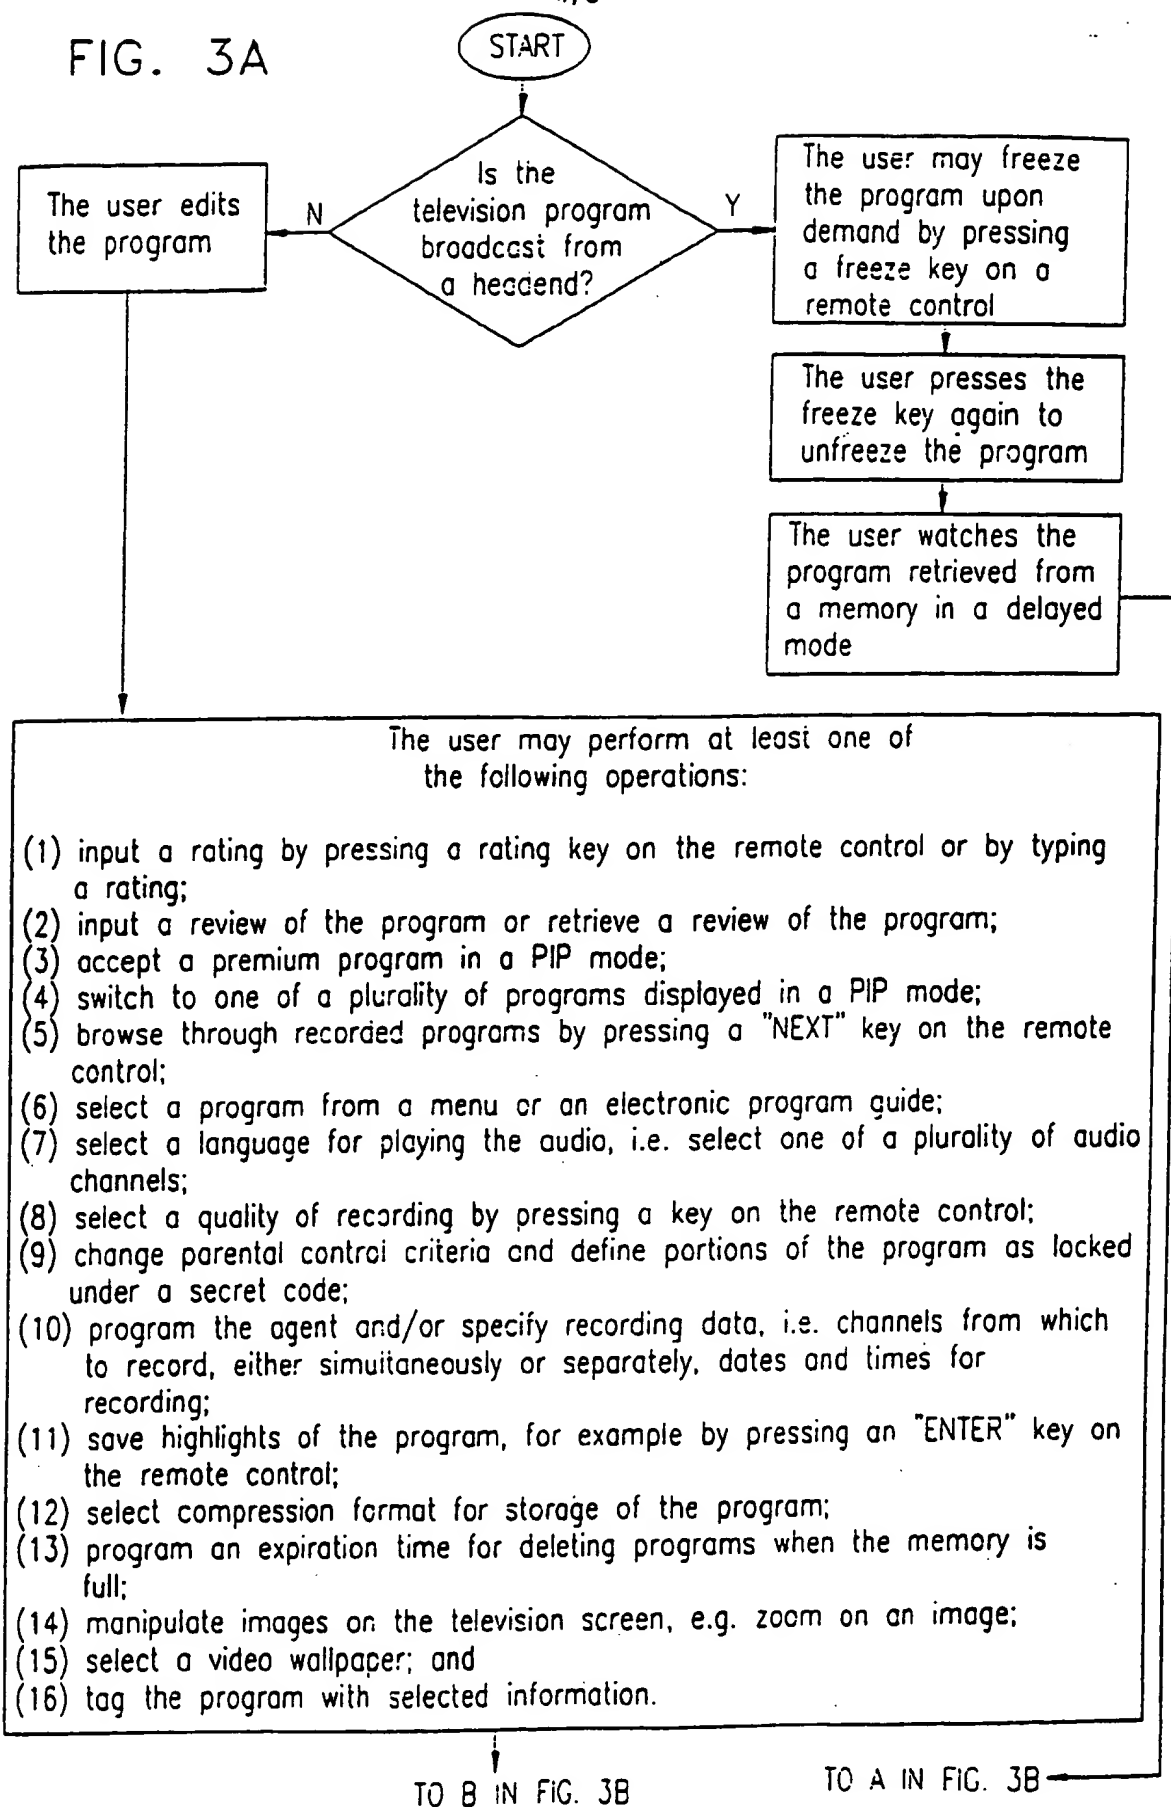 FIG. 3A
START
Is the
television program
broadcast from
a headend?
N
Y
The user edits
the program
The user may freeze
the program upon
demand by pressing
a freeze key on a
remote control
The user presses the
freeze key again to
unfreeze the program
The user watches the
program retrieved from
a memory in a delayed
mode
The user may perform at least one of
the following operations:
(1) input a rating by pressing a rating key on the remote control or by typing
a rating;
(2) input a review of the program or retrieve a review of the program;
(3) accept a premium program in a PIP mode;
(4) switch to one of a plurality of programs displayed in a PIP mode;
(5) browse through recorded programs by pressing a "NEXT" key on the remote
control;
(6) select a program from a menu or an electronic program guide;
(7) select a language for playing the audio, i.e. select one of a plurality of audio
channels;
(8) select a quality of recording by pressing a key on the remote control;
(9) change parental control criteria and define portions of the program as locked
under a secret code;
(10) program the agent and/or specify recording data, i.e. channels from which
to record, either simultaneously or separately, dates and times for
recording;
(11) save highlights of the program, for example by pressing an "ENTER" key on
the remote control;
(12) select compression format for storage of the program;
(13) program an expiration time for deleting programs when the memory is
full;
(14) manipulate images on the television screen, e.g. zoom on an image;
(15) select a video wallpaper; and
(16) tag the program with selected information.
TO B IN FIG. 3B
TO A IN FIG. 3B